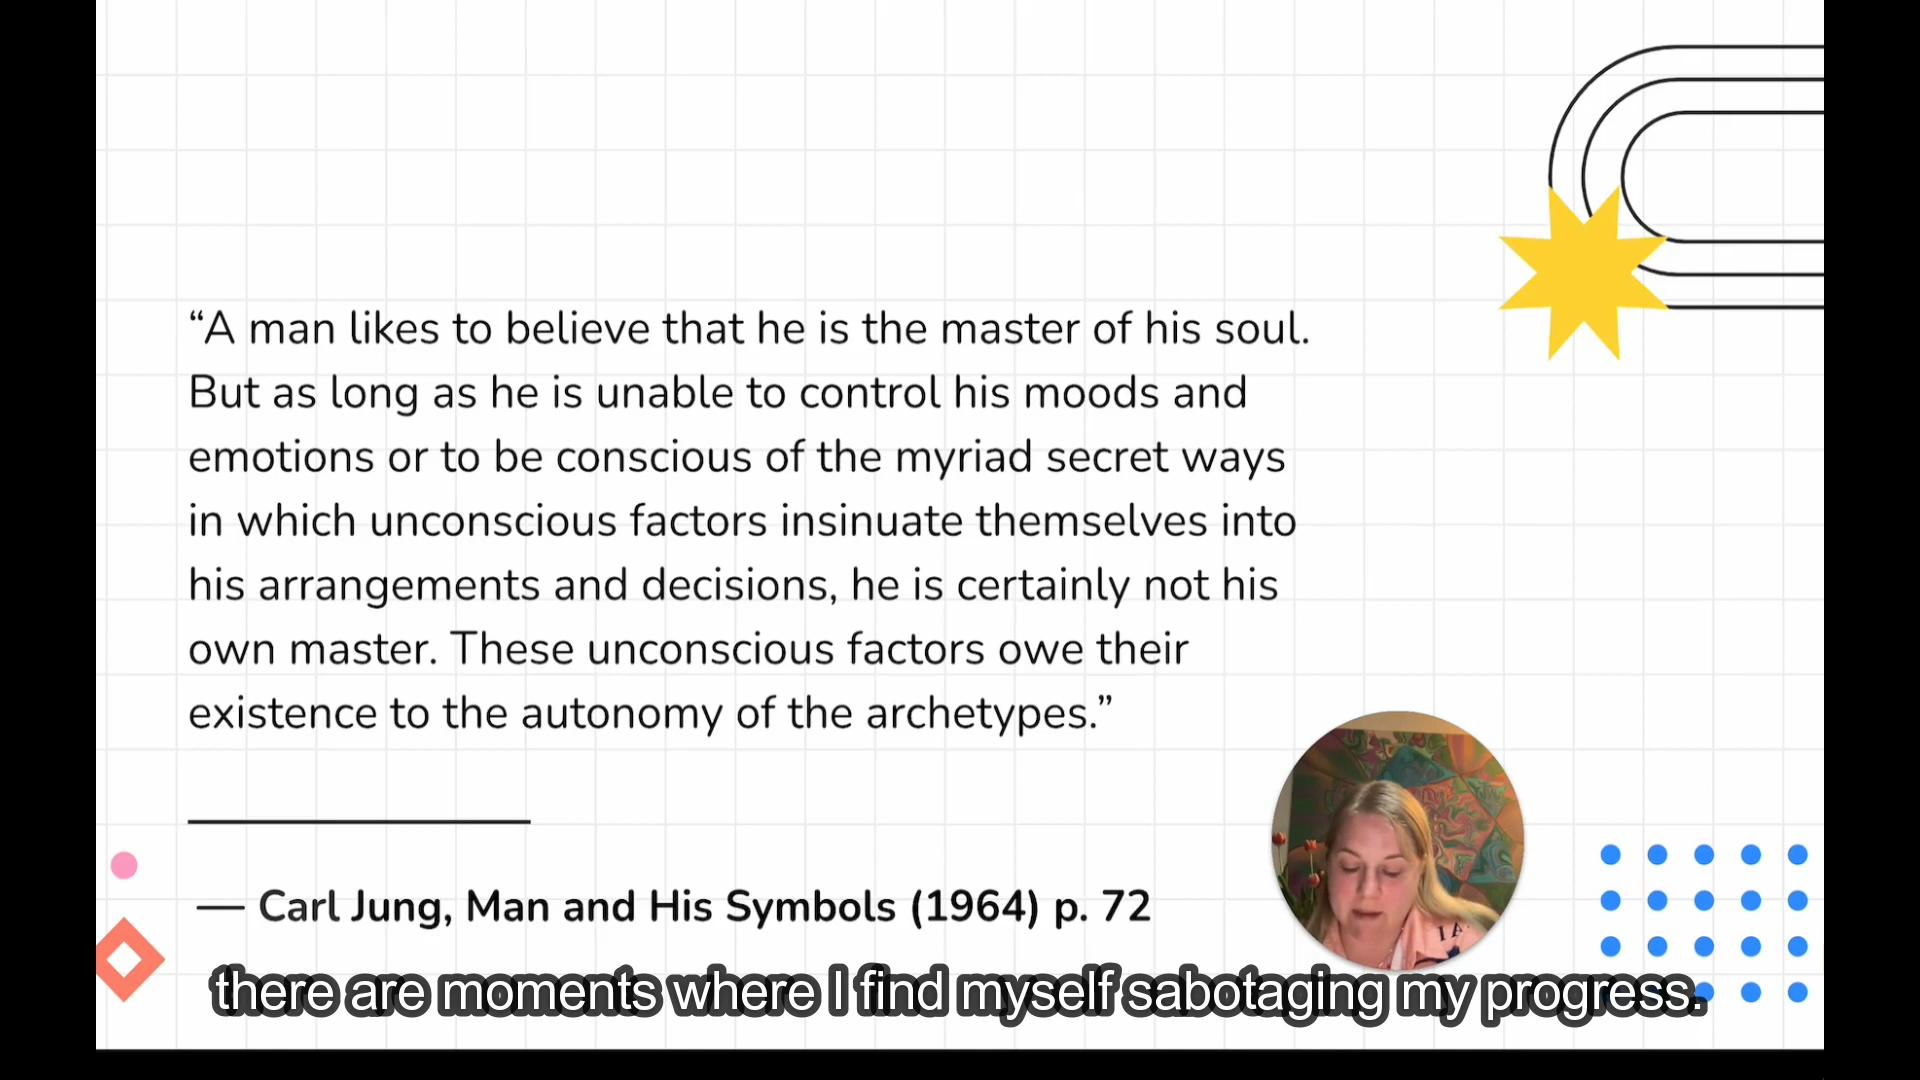 “A man likes to believe that he is the master of his soul.
But as long as he is unable to control his moods and
emotions or to be conscious of the myriad secret ways
in which unconscious factors insinuate themselves into
his arrangements and decisions, he is certainly not his
own master. These unconscious factors owe their
existence to the autonomy of the archetypes.”
— Carl Jung, Man and His Symbols (1964) p. 72
there are moments where I find myself sabotaging my progress.